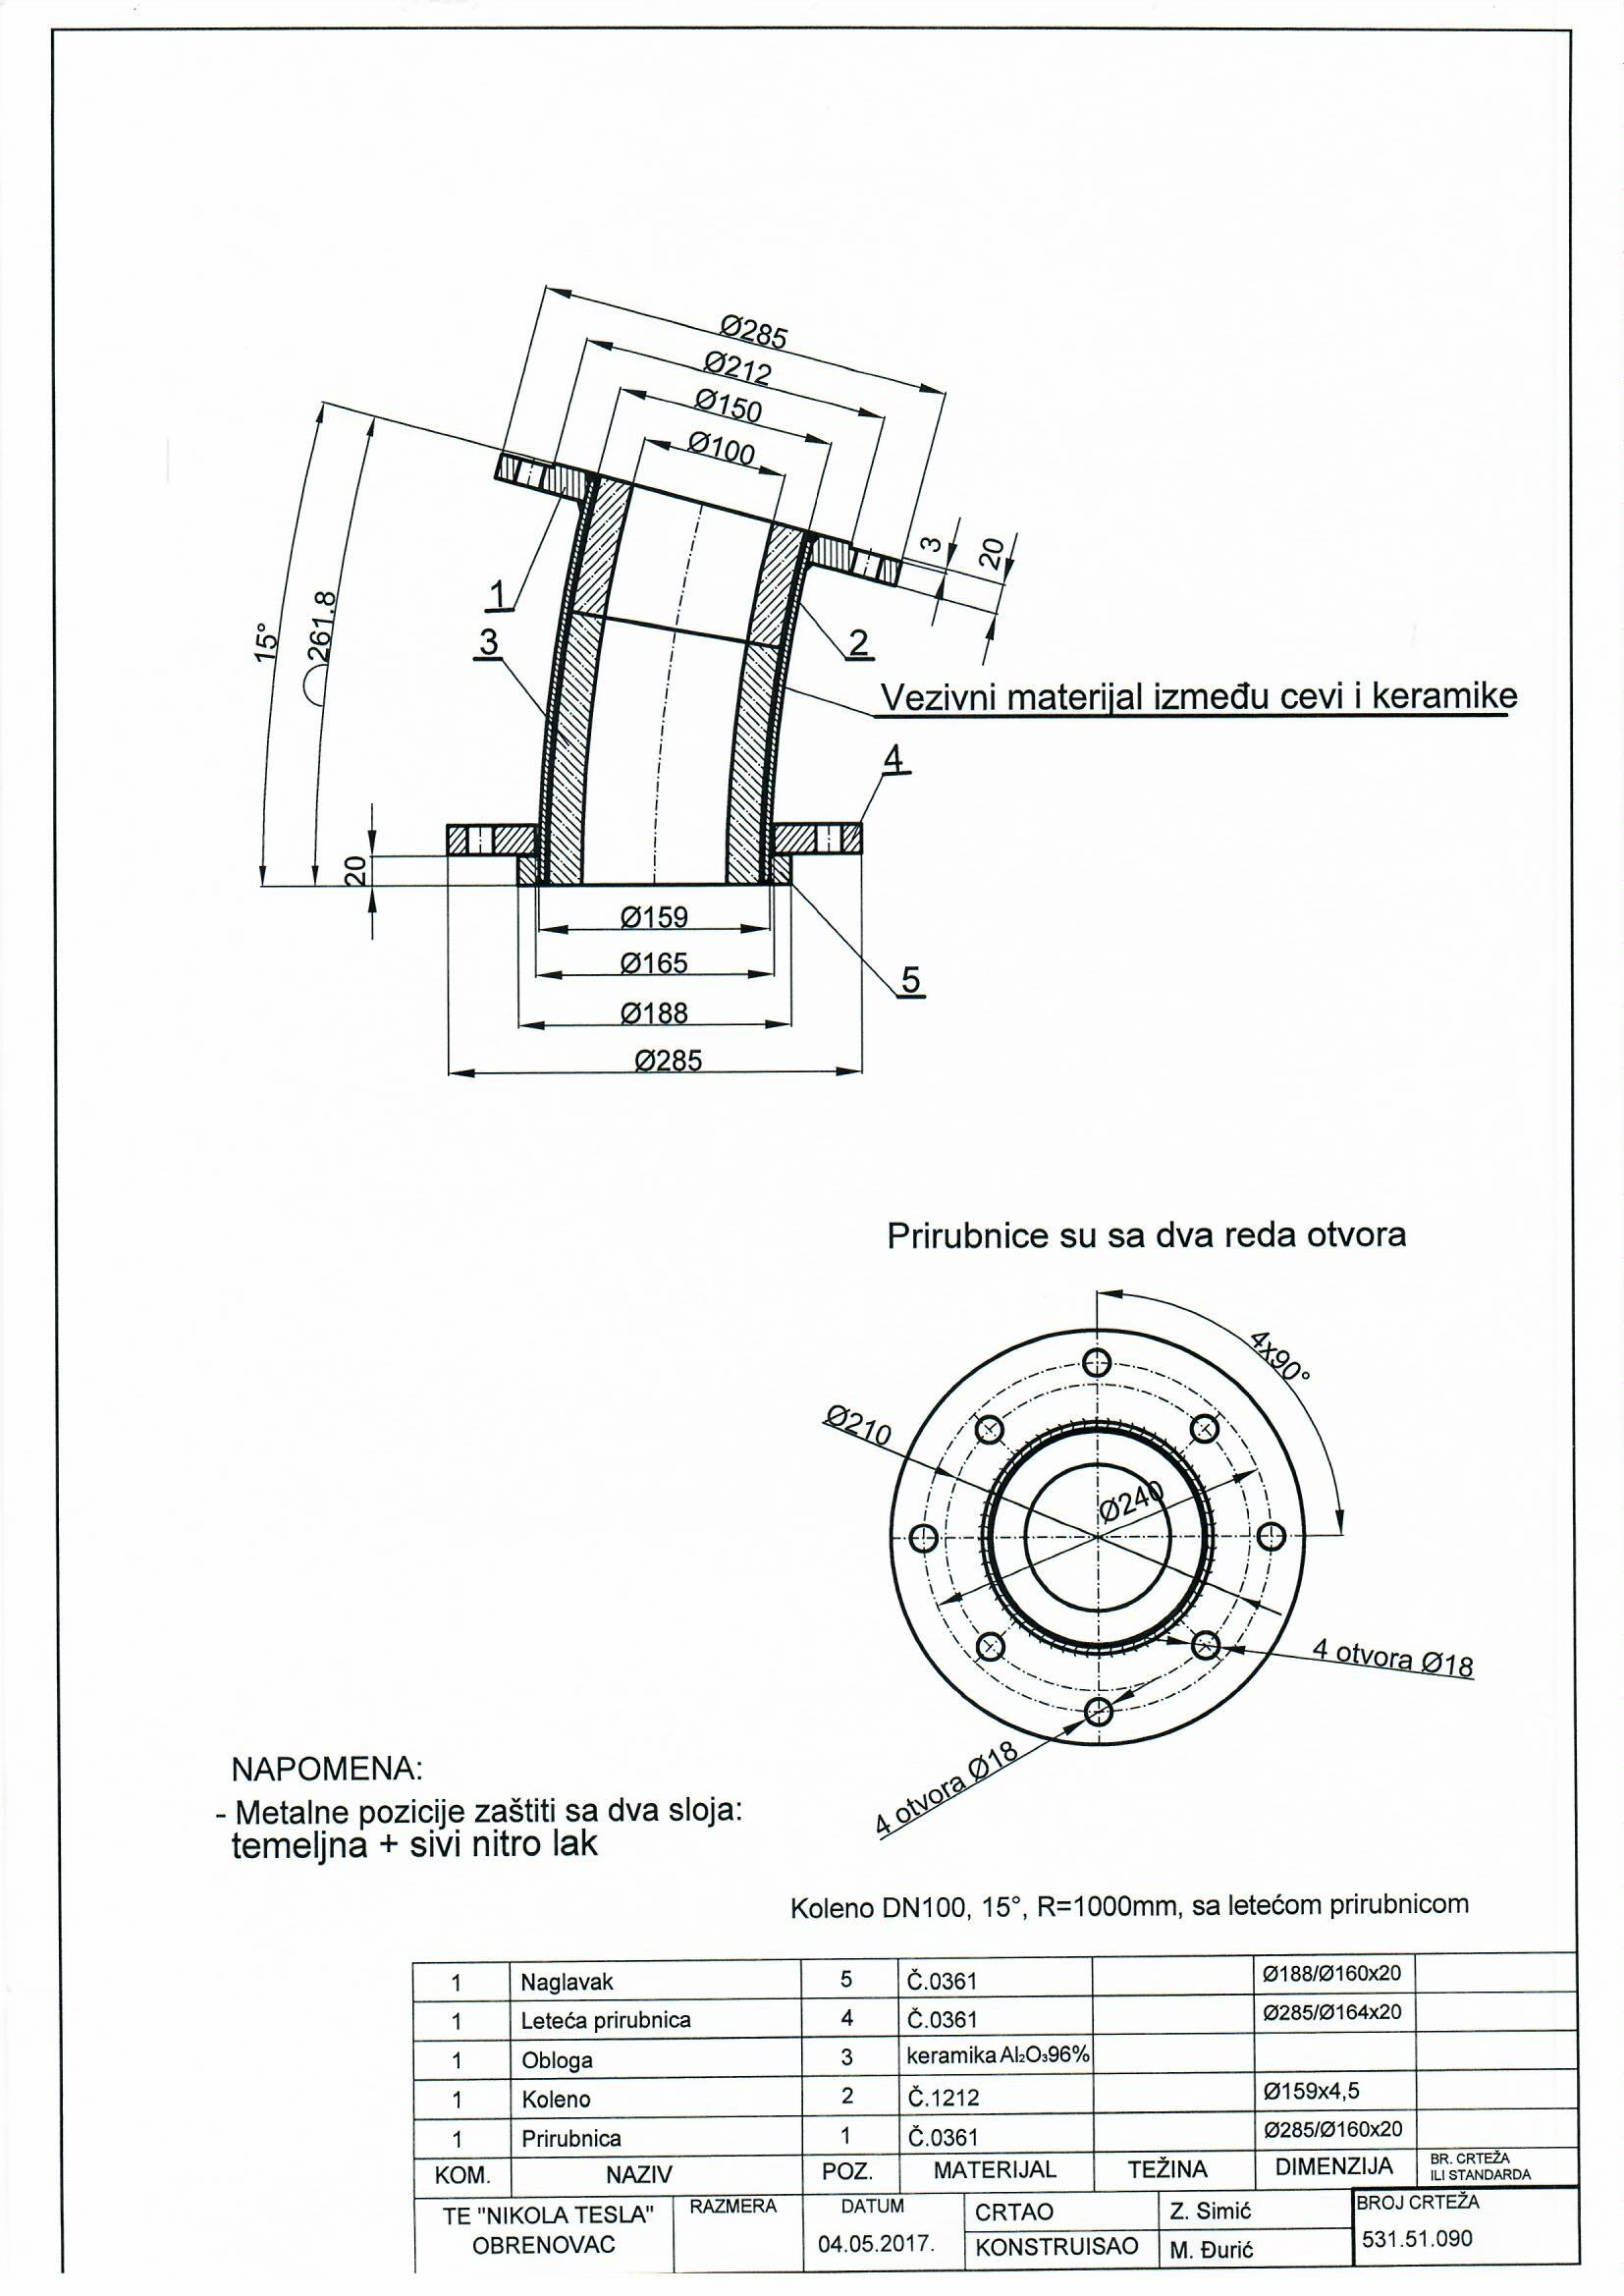 Ø285
Ø212
Ø150
Ø100
3
20
15°
261.8
1
3
2
Vezivni materijal između cevi i keramike
4
20
Ø159
Ø165
5
Ø188
Ø285
Prirubnice su sa dva reda otvora
4x90°
Ø210
Ø240
4 otvora Ø18
4 otvora Ø18
NAPOMENA:
- Metalne pozicije zaštiti sa dva sloja:
temeljna + sivi nitro lak
Koleno DN100, 15°, R=1000mm, sa letećom prirubnicom
1 Naglavak 5 Č.0361 Ø188/Ø160x20
1 Leteća prirubnica 4 Č.0361 Ø285/Ø164x20
1 Obloga 3 keramika Al₂O₃96%
1 Koleno 2 Č.1212 Ø159x4,5
1 Prirubnica 1 Č.0361 Ø285/Ø160x20
KOM. NAZIV POZ. MATERIJAL TEŽINA DIMENZIJA BR. CRTEŽA
ILI STANDARDA
TE "NIKOLA TESLA" RAZMERA DATUM CRTAO Z. Simić BROJ CRTEŽA
OBRENOVAC 04.05.2017. KONSTRUISAO M. Đurić 531.51.090